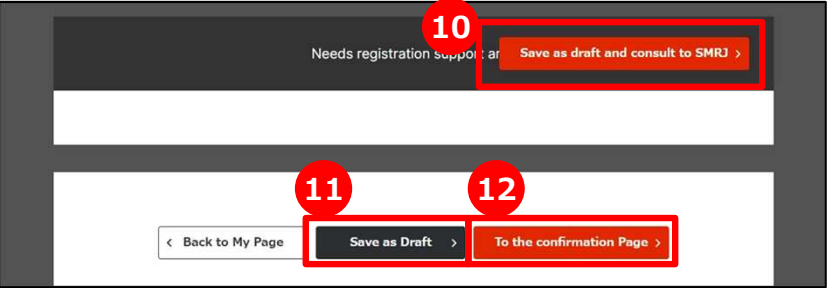 10
Needs registration support ar Save as draft and consult to SMRJ >
11 12
< Back to My Page Save as Draft > To the confirmation Page >